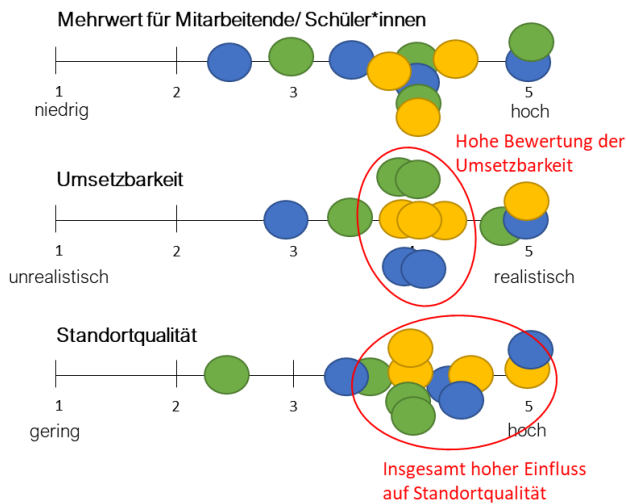 Mehrwert für Mitarbeitende/ Schüler*innen
1 2 3 5
niedrig hoch
Hohe Bewertung der
Umsetzbarkeit
Umsetzbarkeit
1 2 3 5
unrealistisch realistisch
Standortqualität
1 2 3 5
gering hoch
Insgesamt hoher Einfluss
auf Standortqualität